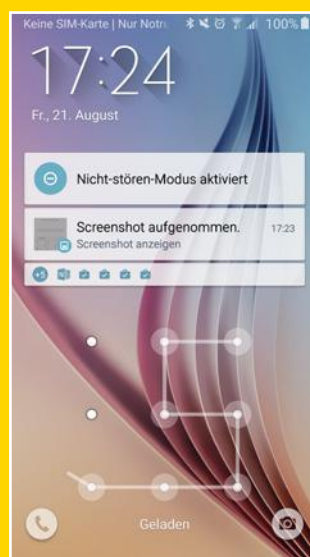 Keine SIM-Karte | Nur Notr
100%
17:24
Fr., 21. August
Nicht-stören-Modus aktiviert
Screenshot aufgenommen. 17:23
Screenshot anzeigen
+5
Geladen